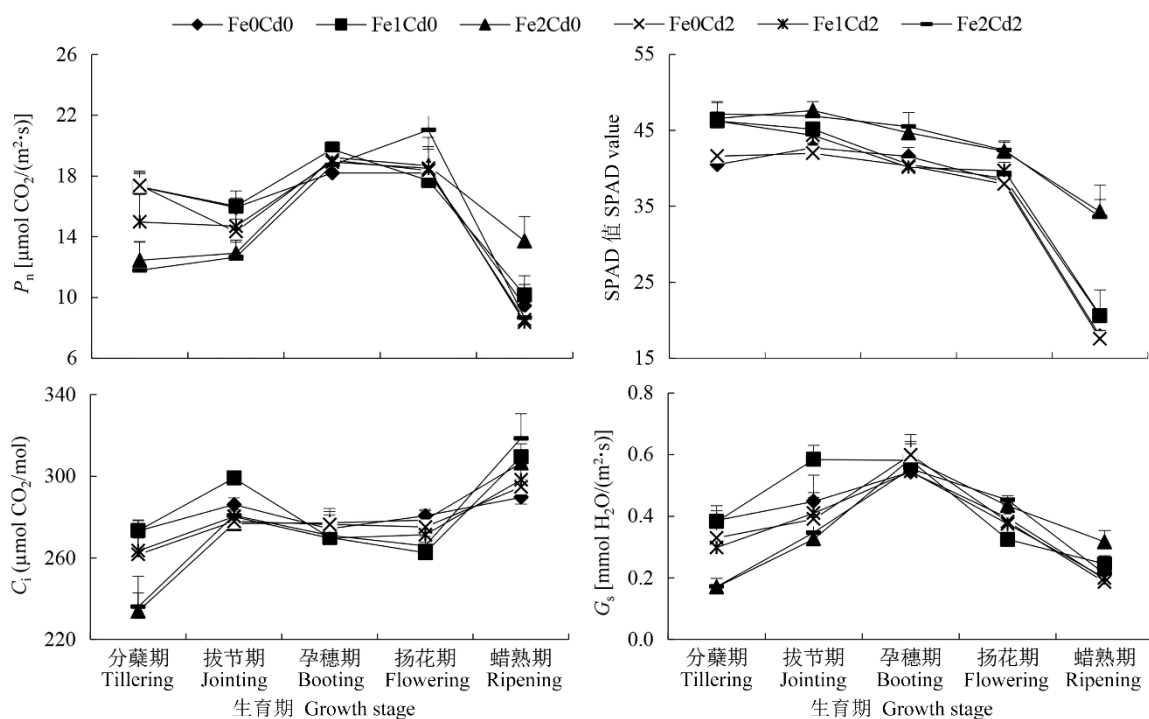 Fe0Cd0 Fe1Cd0 Fe2Cd0 Fe0Cd2 Fe1Cd2 Fe2Cd2
26
22
18
14
10
6
Pn [μmol CO2/(m2·s)]
55
45
35
25
15
SPAD 值 SPAD value
340
300
260
220
Ci (μmol CO2/mol)
0.8
0.6
0.4
0.2
0.0
Gs [mmol H2O/(m2·s)]
分蘖期 拔节期 孕穗期 扬花期 蜡熟期
Tillering Jointing Booting Flowering Ripening
生育期 Growth stage
分蘖期 拔节期 孕穗期 扬花期 蜡熟期
Tillering Jointing Booting Flowering Ripening
生育期 Growth stage